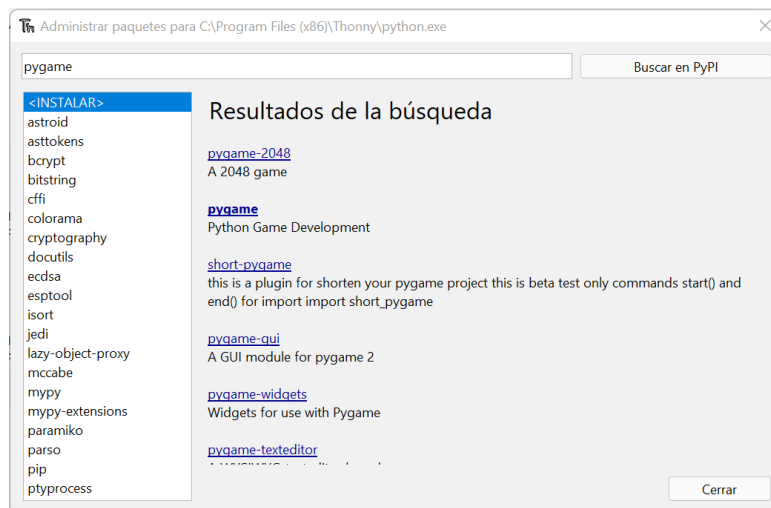 Administrar paquetes para C:\Program Files (x86)\Thonny\python.exe
pygame
Buscar en PyPI
<INSTALAR>
astroid
asttokens
bcrypt
bitstring
cffi
colorama
cryptography
docutils
ecdsa
esptool
isort
jedi
lazy-object-proxy
mccabe
mypy
mypy-extensions
paramiko
parso
pip
ptyprocess
Resultados de la búsqueda
pygame-2048
A 2048 game
pygame
Python Game Development
short-pygame
this is a plugin for shorten your pygame project this is beta test only commands start() and
end() for import import short_pygame
pygame-gui
A GUI module for pygame 2
pygame-widgets
Widgets for use with Pygame
pygame-texteditor
Cerrar